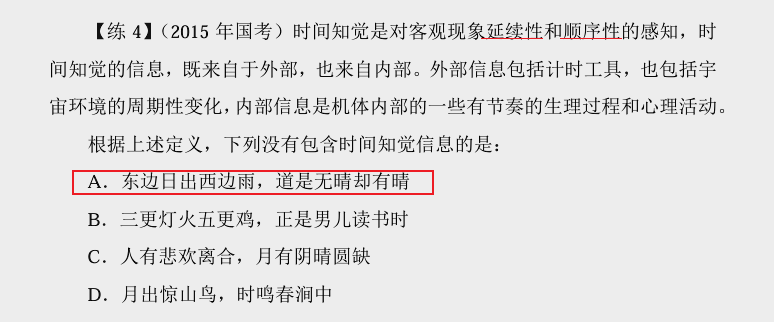 【练 4】（2015 年国考）时间知觉是对客观现象延续性和顺序性的感知，时
间知觉的信息，既来自于外部，也来自内部。外部信息包括计时工具，也包括宇
宙环境的周期性变化，内部信息是机体内部的一些有节奏的生理过程和心理活动。
根据上述定义，下列没有包含时间知觉信息的是：
A．东边日出西边雨，道是无晴却有晴
B．三更灯火五更鸡，正是男儿读书时
C．人有悲欢离合，月有阴晴圆缺
D．月出惊山鸟，时鸣春涧中